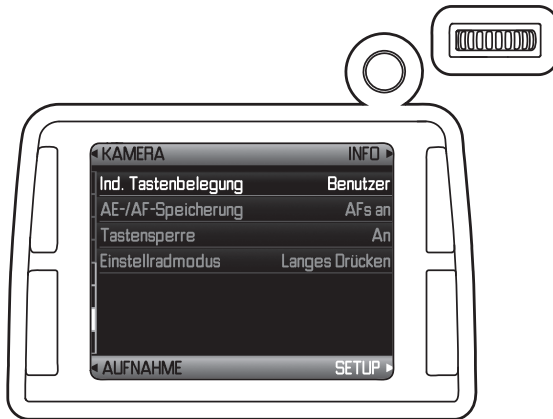 KAMERA INFO
Ind. Tastenbelegung Benutzer
AE-/AF-Speicherung AFs an
Tastensperre An
Einstellradmodus Langes Drücken
AUFNAHME SETUP